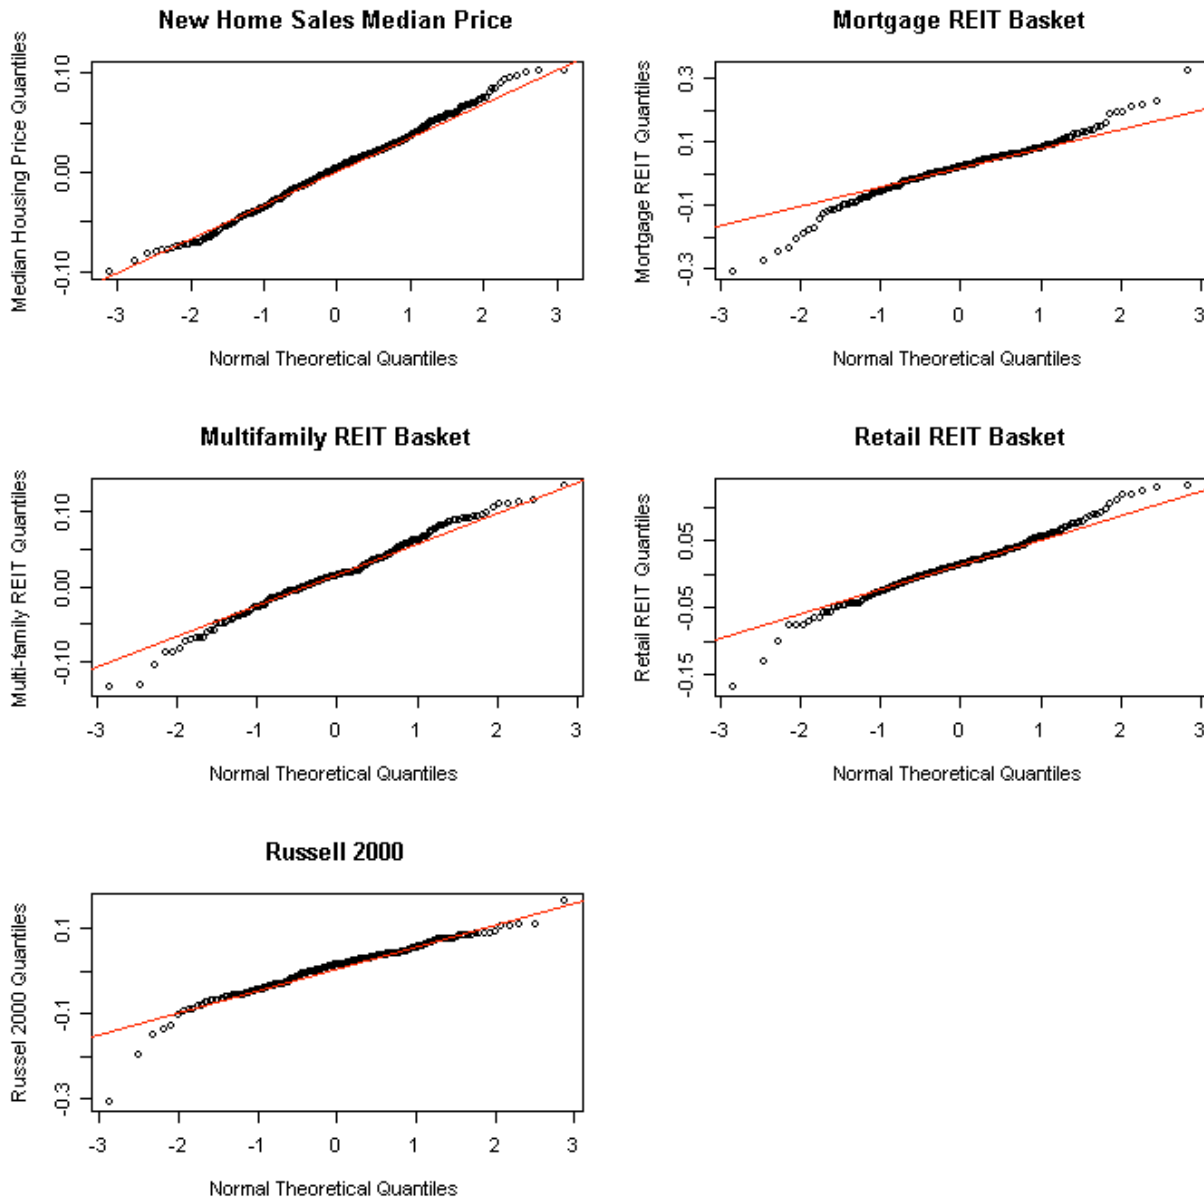 New Home Sales Median Price
Median Housing Price Quantiles
0.10
0.00
-0.10
-3 -2 -1 0 1 2 3
Normal Theoretical Quantiles
Mortgage REIT Basket
Mortgage REIT Quantiles
0.3
0.1
-0.1
-0.3
-3 -2 -1 0 1 2 3
Normal Theoretical Quantiles
Multifamily REIT Basket
Multi-family REIT Quantiles
0.10
0.00
-0.10
-3 -2 -1 0 1 2 3
Normal Theoretical Quantiles
Retail REIT Basket
Retail REIT Quantiles
0.05
-0.05
-0.15
-3 -2 -1 0 1 2 3
Normal Theoretical Quantiles
Russell 2000
Russel 2000 Quantiles
0.1
-0.1
-0.3
-3 -2 -1 0 1 2 3
Normal Theoretical Quantiles